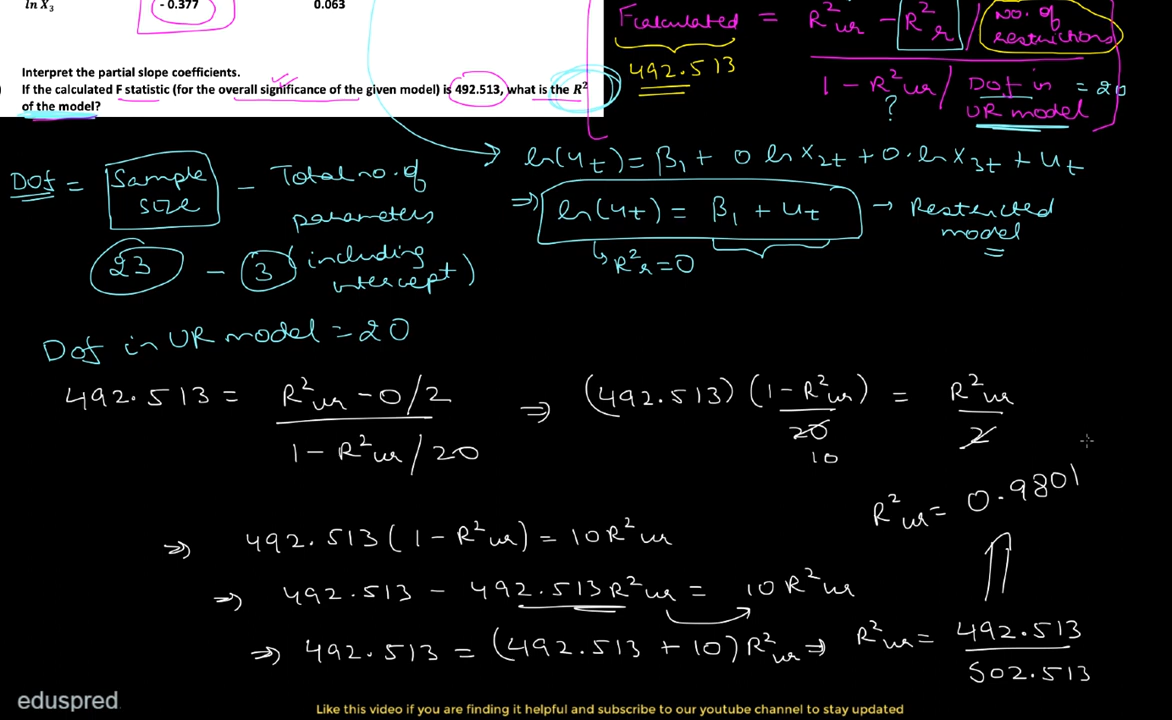 ln X₃ - 0.377 0.063
Interpret the partial slope coefficients.
If the calculated F statistic (for the overall significance of the given model) is 492.513, what is the R²
of the model?
Fcalculated = R²ur - R²r / No. of restrictions
492.513
1 - R²ur / Dof in UR model = 20
?
Dof = Sample size - Total no. of parameters (including intercept)
23 - 3
Dof in UR model = 20
ln(yt) = β₁ + 0 lnX2t + 0. lnX3t + Ut
⇒ ln(yt) = β₁ + Ut → Restricted model
R²r = 0
492.513 = R²ur - 0/2
1 - R²ur / 20
⇒ (492.513) (1 - R²ur) = R²ur
20 2
10
R²ur = 0.9801
⇒ 492.513 (1 - R²ur) = 10R²ur
⇒ 492.513 - 492.513R²ur = 10R²ur
⇒ 492.513 = (492.513 + 10) R²ur ⇒ R²ur = 492.513
502.513
eduspred
Like this video if you are finding it helpful and subscribe to our youtube channel to stay updated